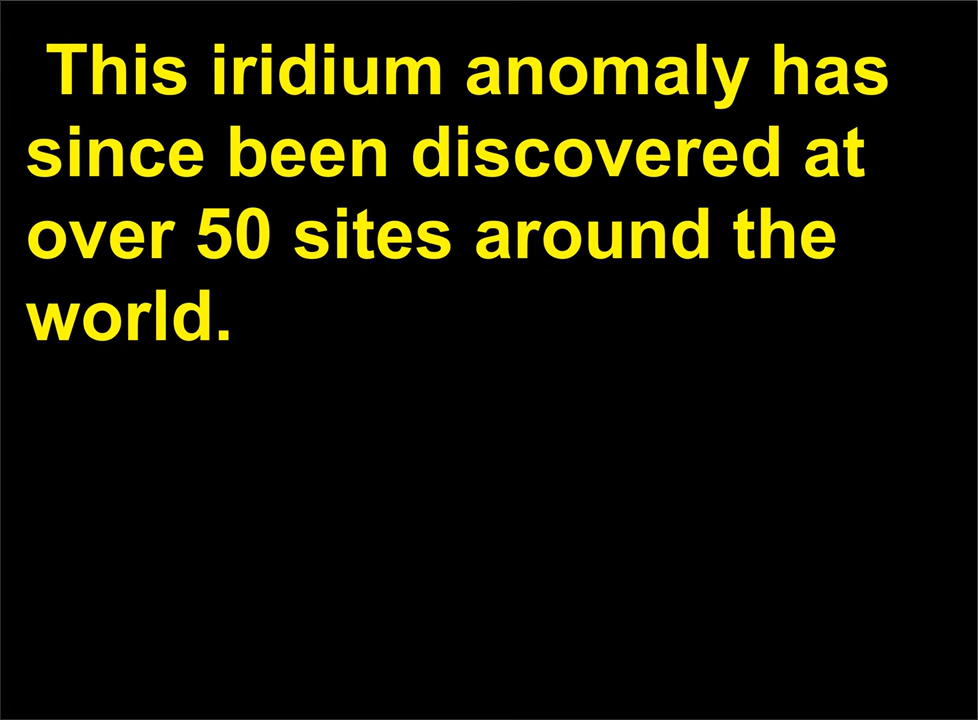 This iridium anomaly has
since been discovered at
over 50 sites around the
world.